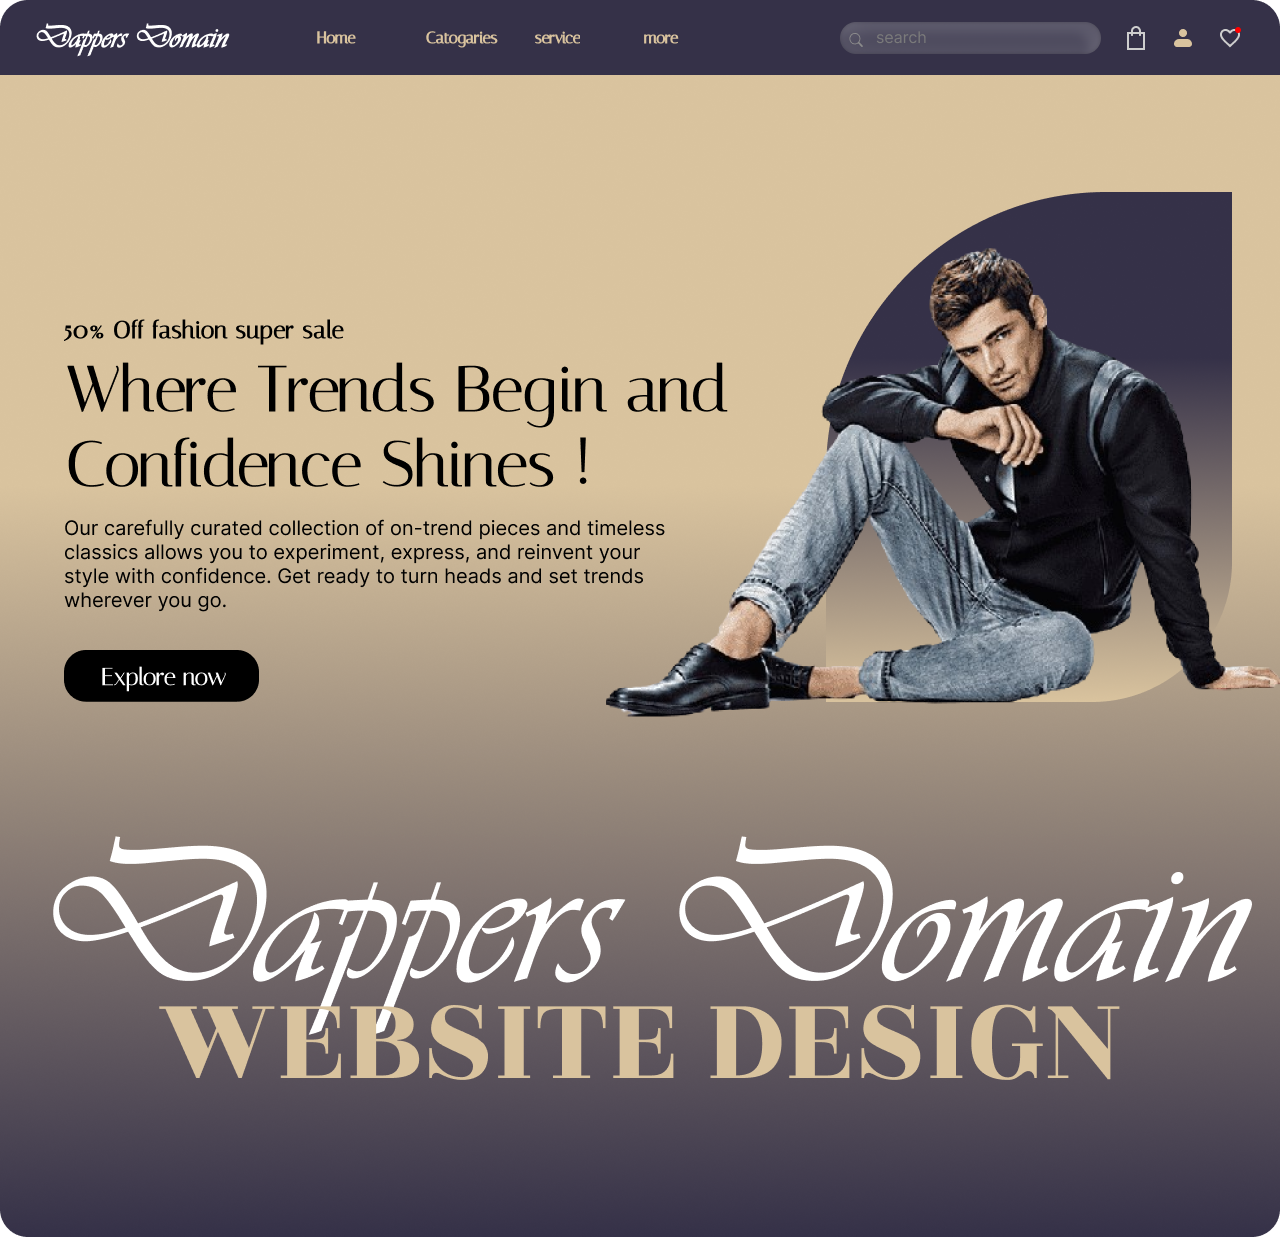 Dappers Domain
Home Catogaries service more
search
50% Off fashion super sale
Where Trends Begin and
Confidence Shines !
Our carefully curated collection of on-trend pieces and timeless
classics allows you to experiment, express, and reinvent your
style with confidence. Get ready to turn heads and set trends
wherever you go.
Explore now
Dappers Domain
WEBSITE DESIGN